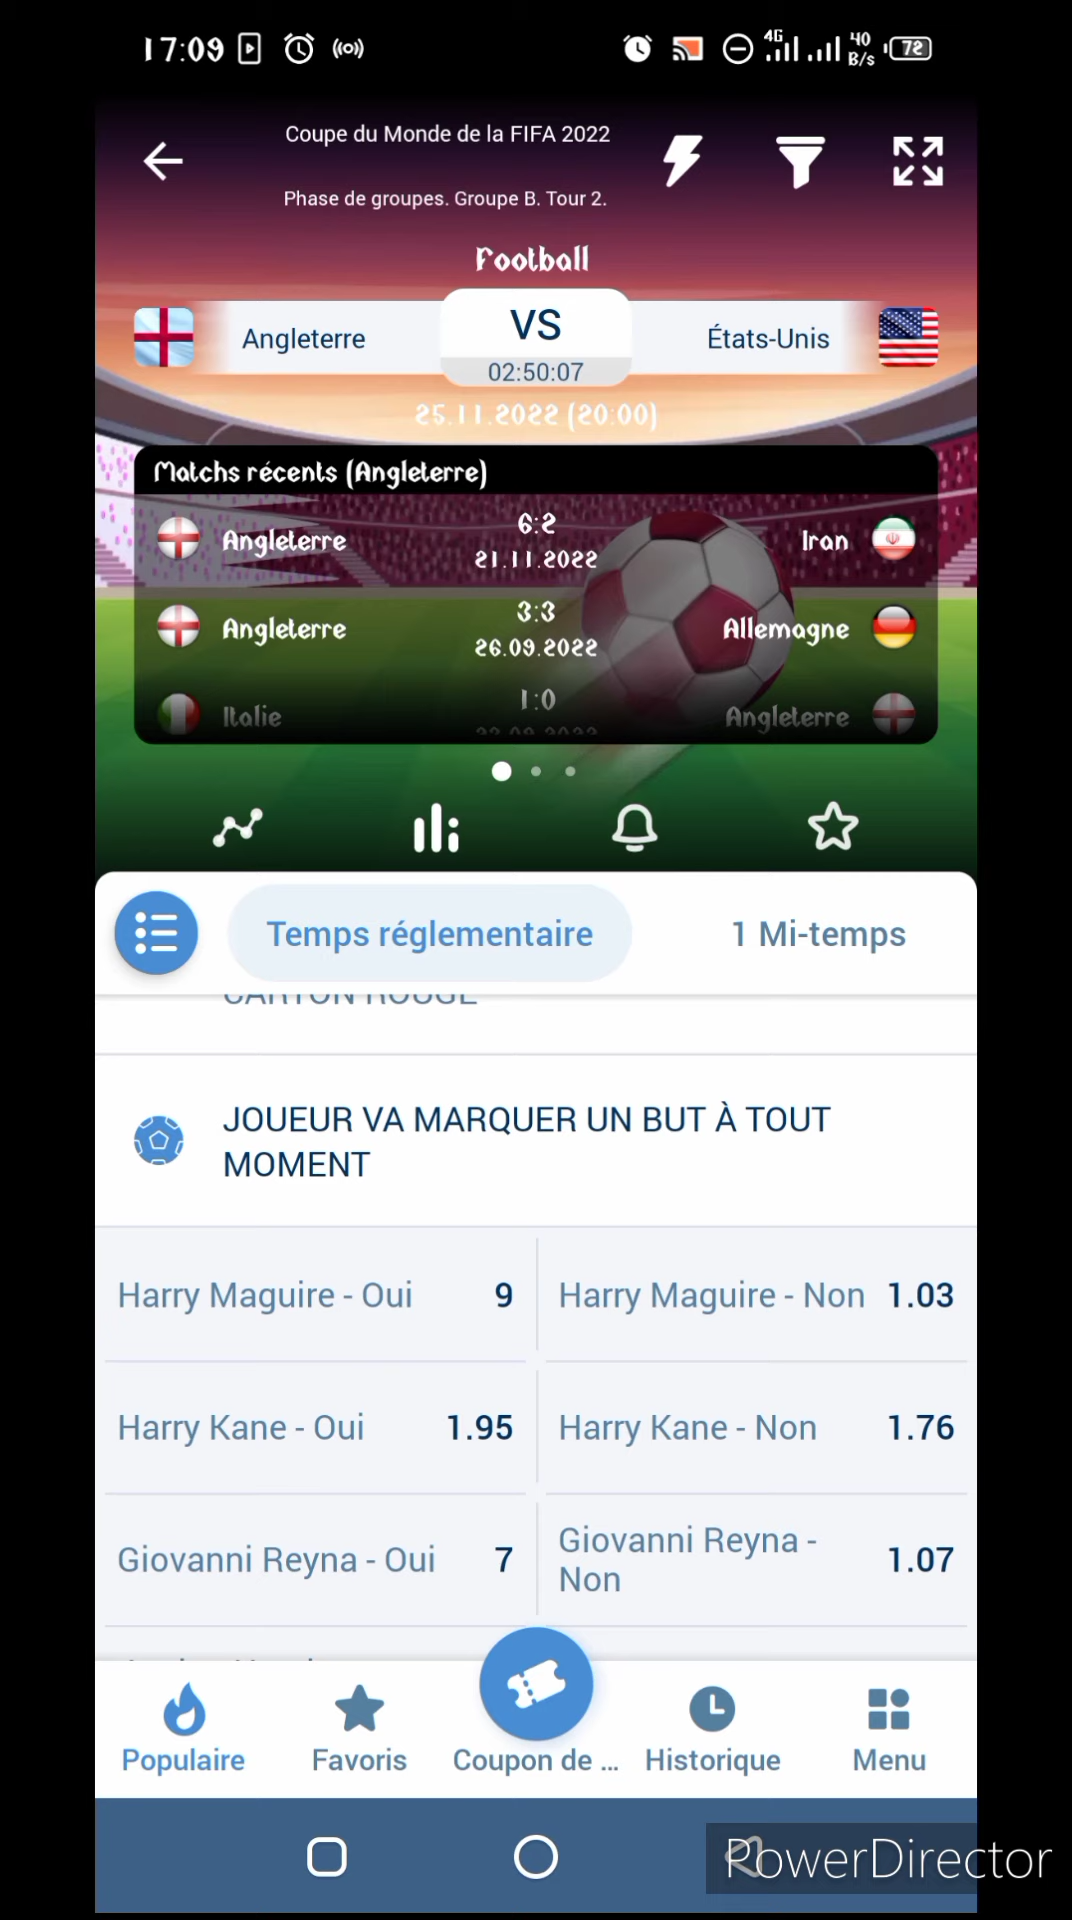 17:09
4G
40
B/s
72
Coupe du Monde de la FIFA 2022
Phase de groupes. Groupe B. Tour 2.
Football
Angleterre
VS
États-Unis
02:50:07
25.11.2022 (20:00)
Matchs récents (Angleterre)
Angleterre
6:2
Iran
21.11.2022
Angleterre
3:3
Allemagne
26.09.2022
Italie
1:0
Angleterre
Temps réglementaire
1 Mi-temps
CARTON ROUGE
JOUEUR VA MARQUER UN BUT À TOUT
MOMENT
Harry Maguire - Oui 9
Harry Maguire - Non 1.03
Harry Kane - Oui 1.95
Harry Kane - Non 1.76
Giovanni Reyna - Oui 7
Giovanni Reyna -
Non 1.07
Populaire
Favoris
Coupon de ...
Historique
Menu
PowerDirector